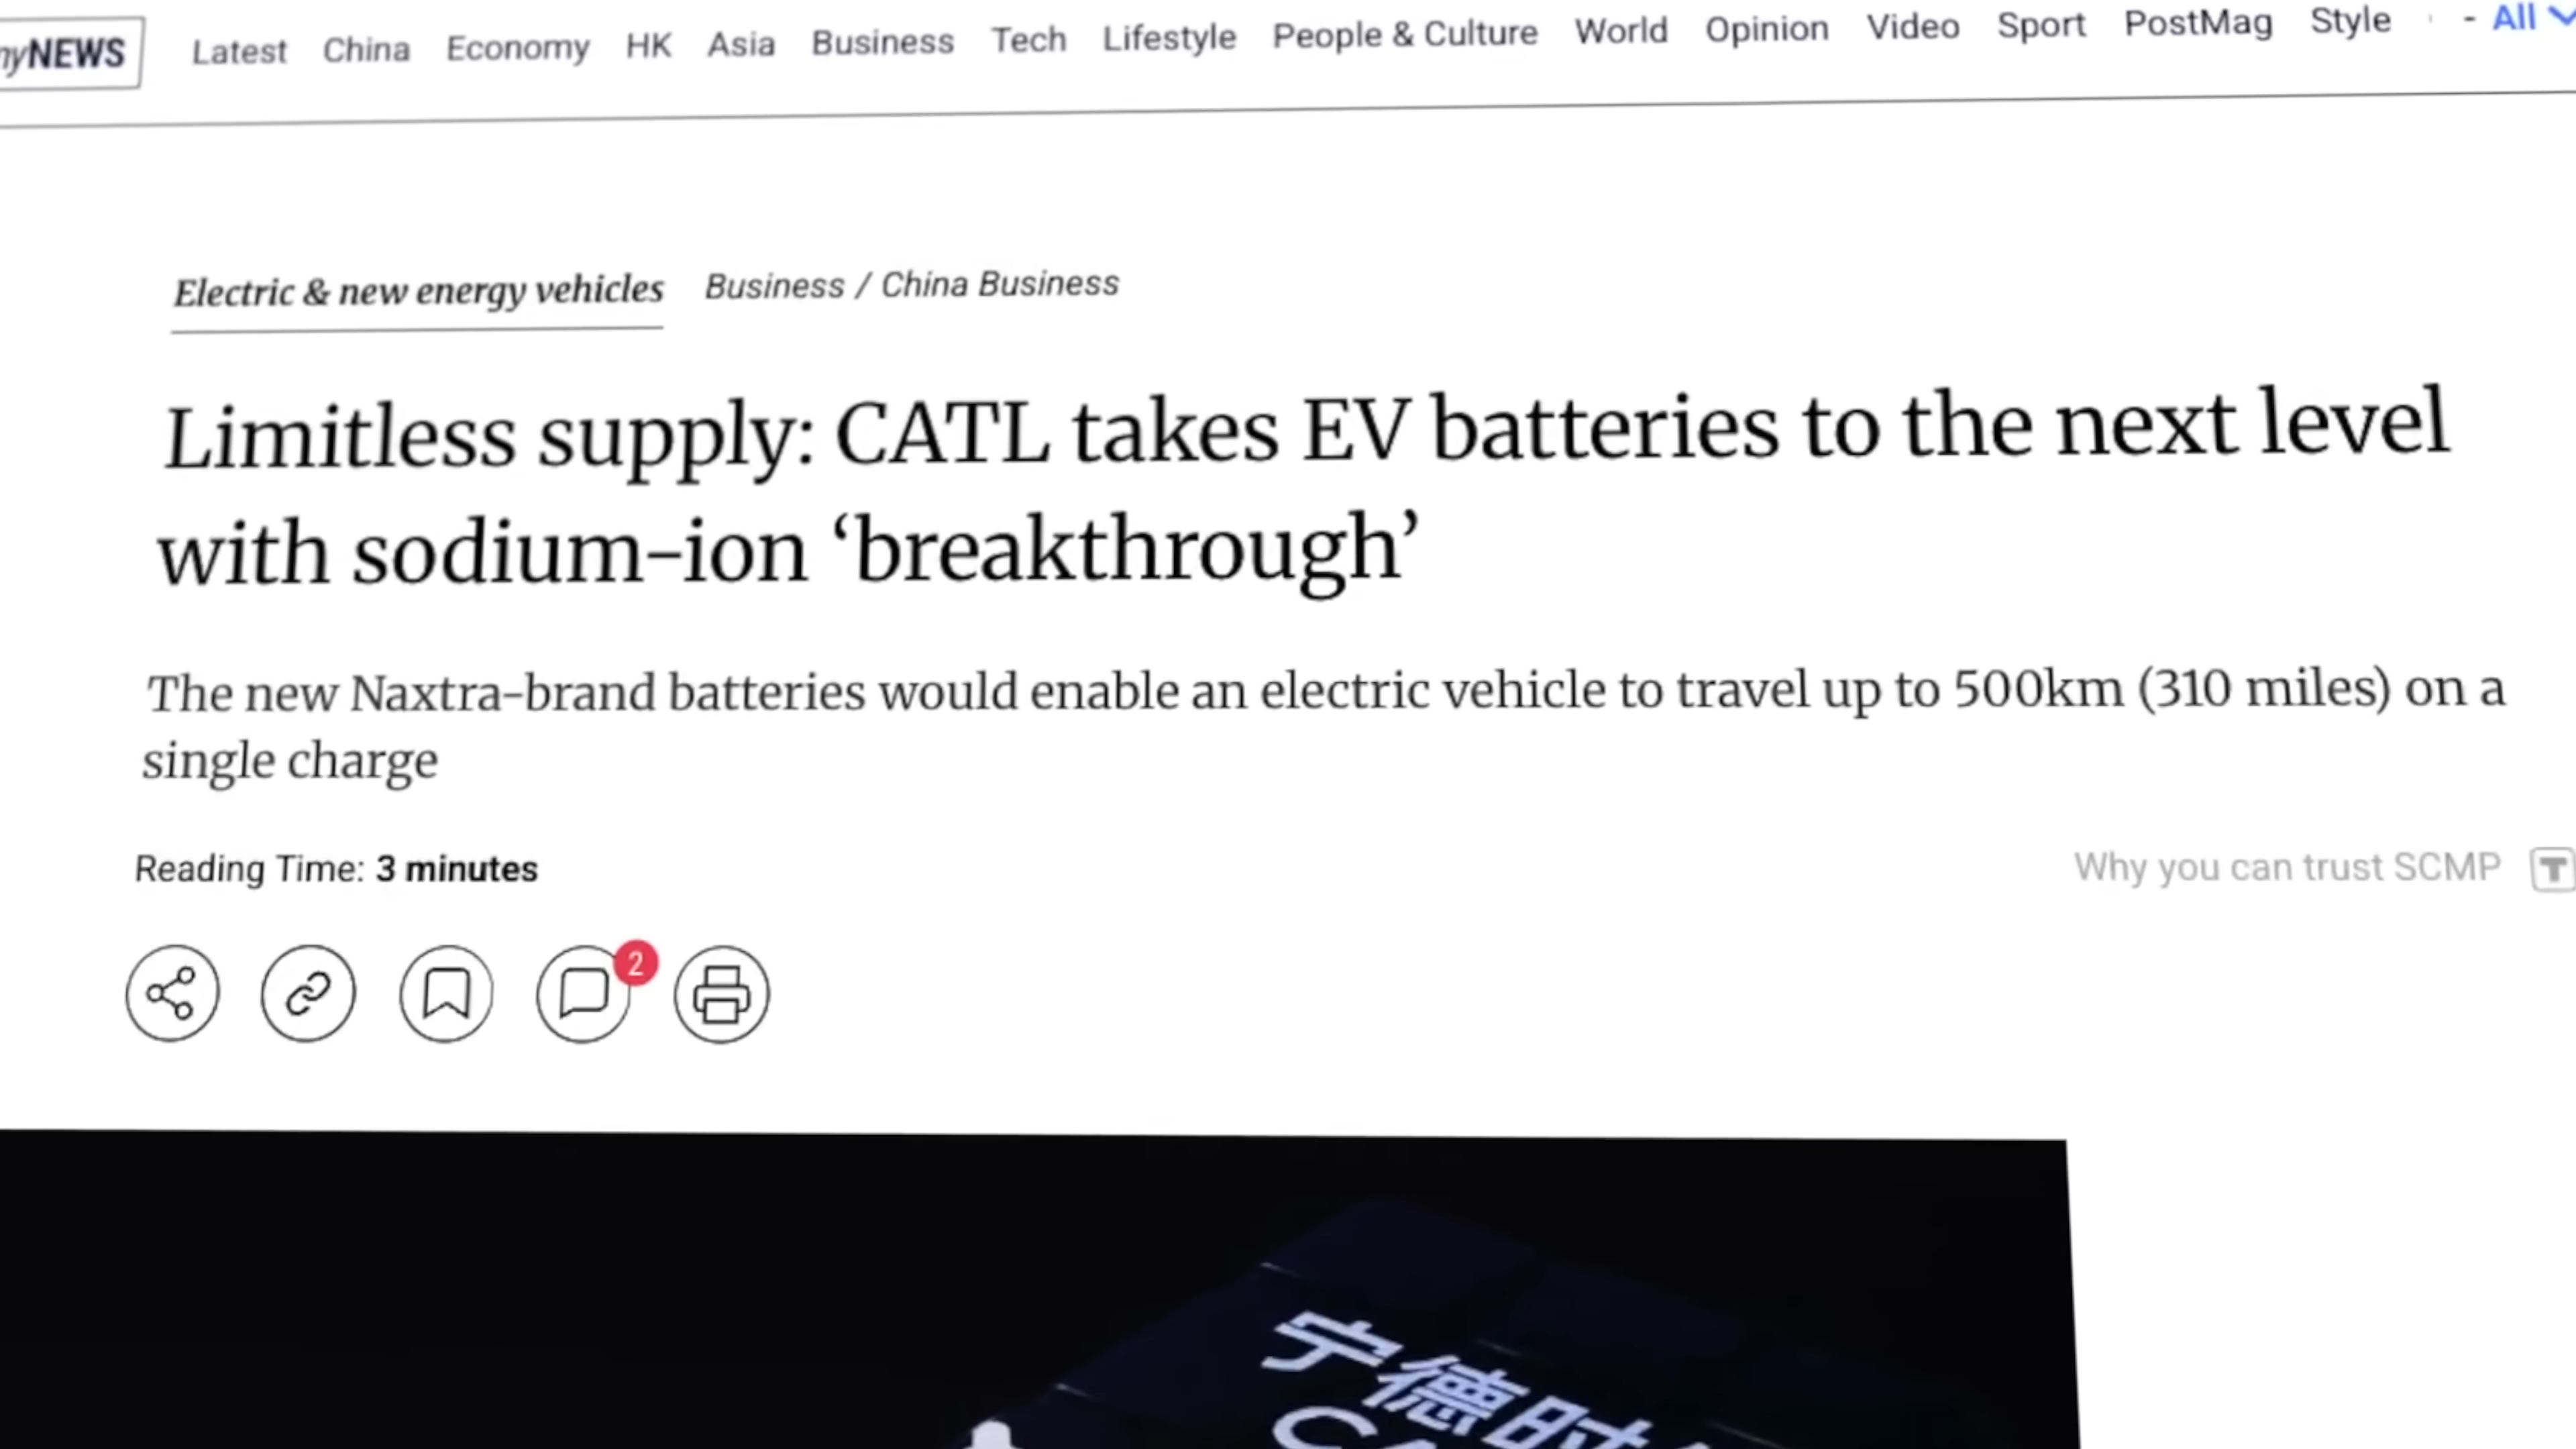 myNEWS Latest China Economy HK Asia Business Tech Lifestyle People & Culture World Opinion Video Sport PostMag Style - All
Electric & new energy vehicles Business / China Business
Limitless supply: CATL takes EV batteries to the next level
with sodium-ion ‘breakthrough’
The new Naxtra-brand batteries would enable an electric vehicle to travel up to 500km (310 miles) on a
single charge
Reading Time: 3 minutes
Why you can trust SCMP T
2
宁德时
CA